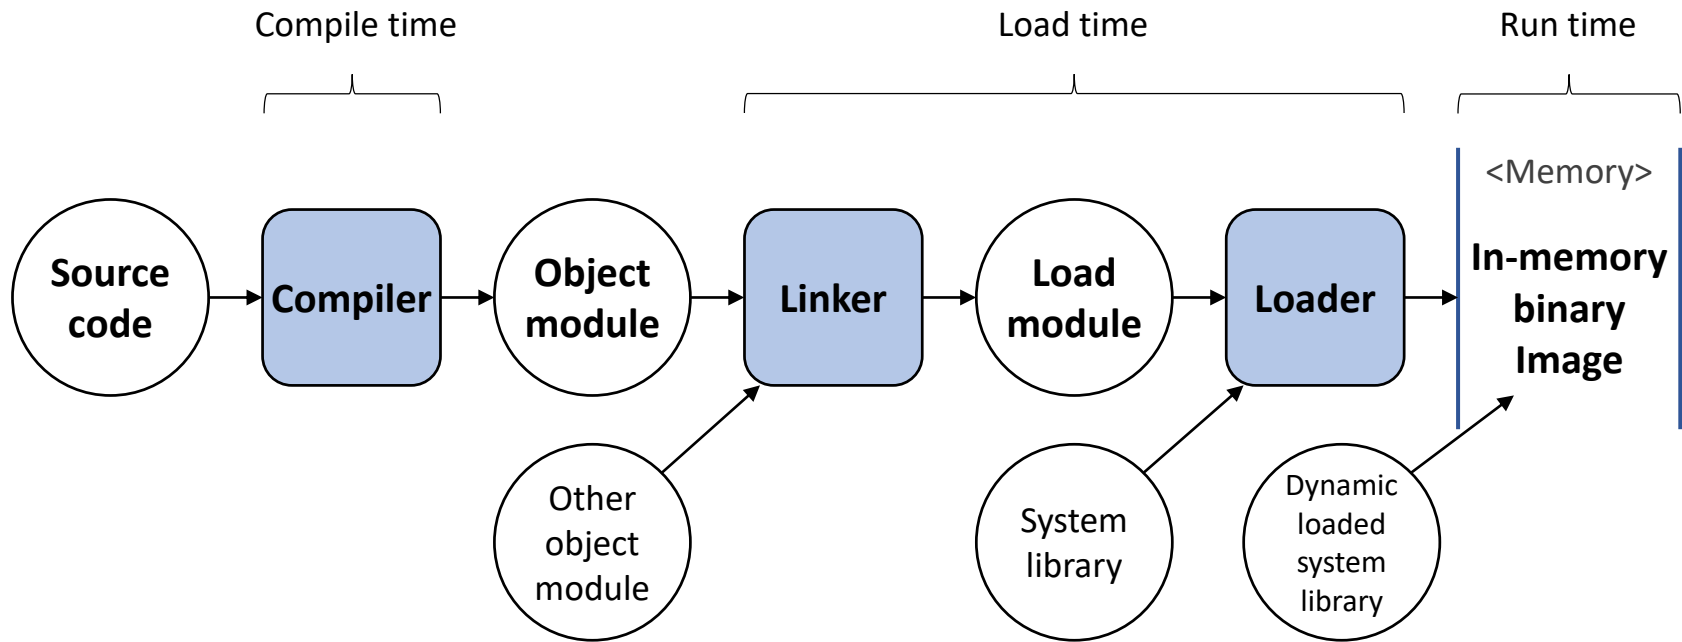 Compile time
Load time
Run time
<Memory>
Source
code
Compiler
Object
module
Linker
Load
module
Loader
In-memory
binary
Image
Other
object
module
System
library
Dynamic
loaded
system
library